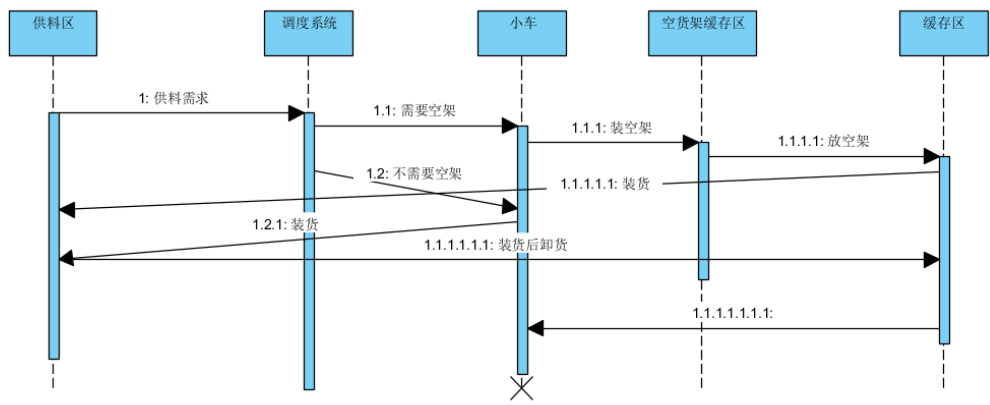 供料区
调度系统
小车
空货架缓存区
缓存区
1: 供料需求
1.1: 需要空架
1.1.1: 装空架
1.1.1.1: 放空架
1.2: 不需要空架
1.1.1.1.1: 装货
1.2.1: 装货
1.1.1.1.1.1: 装货后卸货
1.1.1.1.1.1.1: